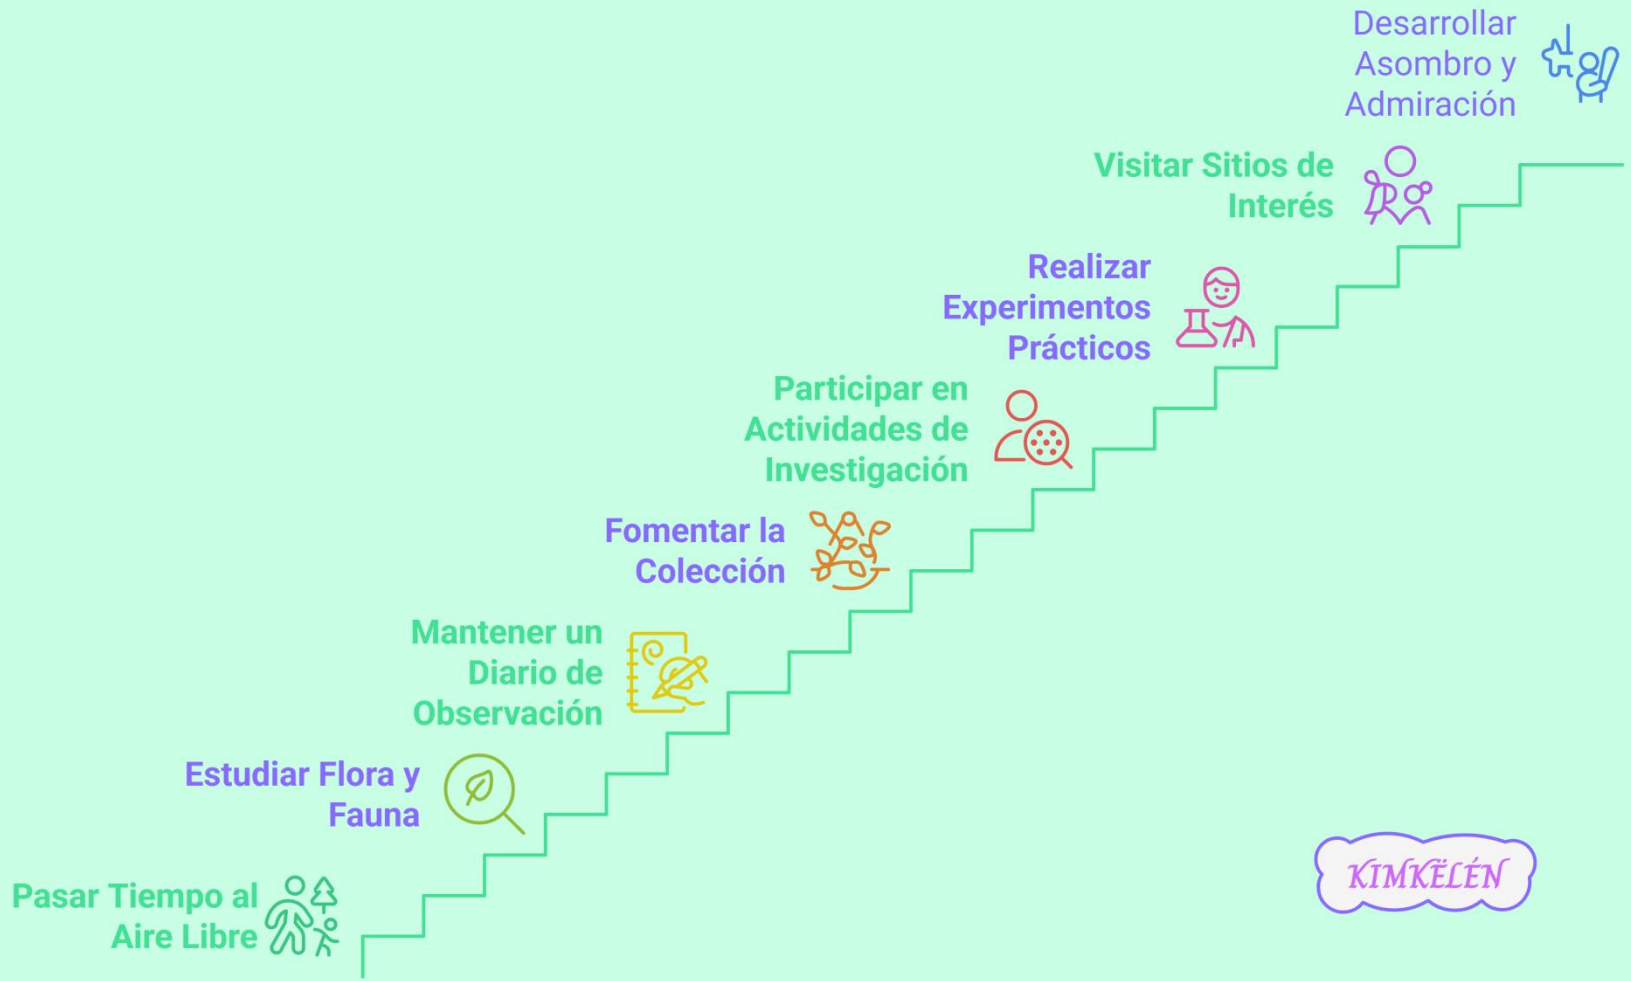 Desarrollar
Asombro y
Admiración
Visitar Sitios de
Interés
Realizar
Experimentos
Prácticos
Participar en
Actividades de
Investigación
Fomentar la
Colección
Mantener un
Diario de
Observación
Estudiar Flora y
Fauna
Pasar Tiempo al
Aire Libre
KIMKËLÉN